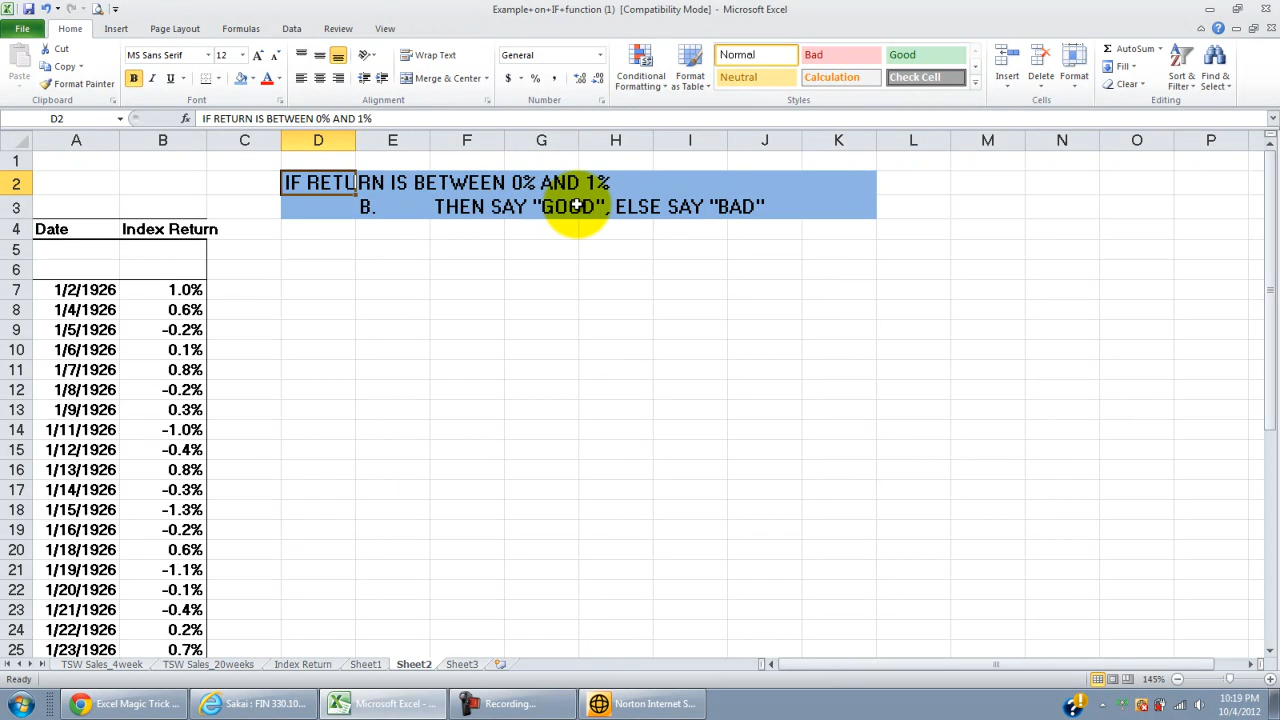 Example+on+IF+function (1) [Compatibility Mode] - Microsoft Excel
File Home Insert Page Layout Formulas Data Review View
Paste Cut Copy Format Painter Clipboard
MS Sans Serif 12 B I U A Font
Wrap Text Merge & Center Alignment
General $ % , Number
Conditional Formatting Format as Table Normal Bad Good Neutral Calculation Check Cell Styles
Insert Delete Format Cells
AutoSum Fill Clear Sort & Filter Find & Select Editing
D2 fx IF RETURN IS BETWEEN 0% AND 1%
A B C D E F G H I J K L M N O P
1
2 IF RETURN IS BETWEEN 0% AND 1%
3 B. THEN SAY "GOOD", ELSE SAY "BAD"
4 Date Index Return
5
6
7 1/2/1926 1.0%
8 1/4/1926 0.6%
9 1/5/1926 -0.2%
10 1/6/1926 0.1%
11 1/7/1926 0.8%
12 1/8/1926 -0.2%
13 1/9/1926 0.3%
14 1/11/1926 -1.0%
15 1/12/1926 -0.4%
16 1/13/1926 0.8%
17 1/14/1926 -0.3%
18 1/15/1926 -1.3%
19 1/16/1926 -0.2%
20 1/18/1926 0.6%
21 1/19/1926 -1.1%
22 1/20/1926 -0.1%
23 1/21/1926 -0.4%
24 1/22/1926 0.2%
25 1/23/1926 0.7%
TSW Sales_4week TSW Sales_20weeks Index Return Sheet1 Sheet2 Sheet3
Ready 145%
Excel Magic Trick ... Sakai : FIN 330.10... Microsoft Excel - ... Recording... Norton Internet S... 10:19 PM
10/4/2012